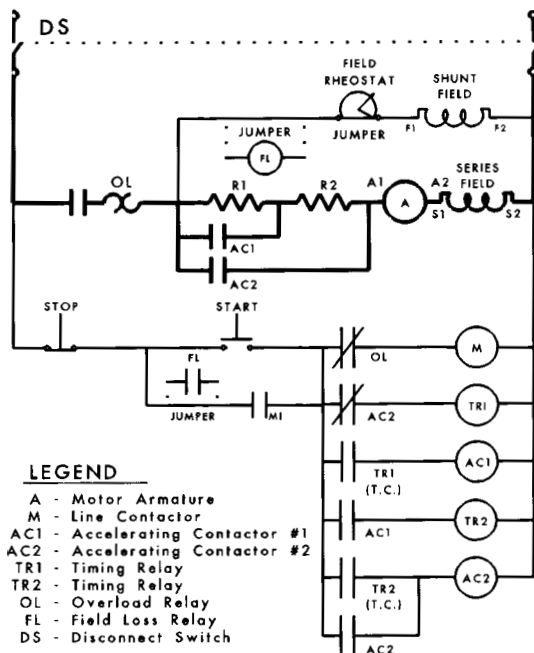 DS
FIELD
RHEOSTAT
SHUNT
FIELD
JUMPER
JUMPER
F1
F2
FL
OL
R1
R2
A1
A2
SERIES
FIELD
A
S1
S2
AC1
AC2
STOP
START
FL
OL
M
JUMPER
M1
AC2
TR1
TR1
(T.C.)
AC1
AC1
TR2
TR2
(T.C.)
AC2
AC2
LEGEND
A - Motor Armature
M - Line Contactor
AC1 - Accelerating Contactor #1
AC2 - Accelerating Contactor #2
TR1 - Timing Relay
TR2 - Timing Relay
OL - Overload Relay
FL - Field Loss Relay
DS - Disconnect Switch